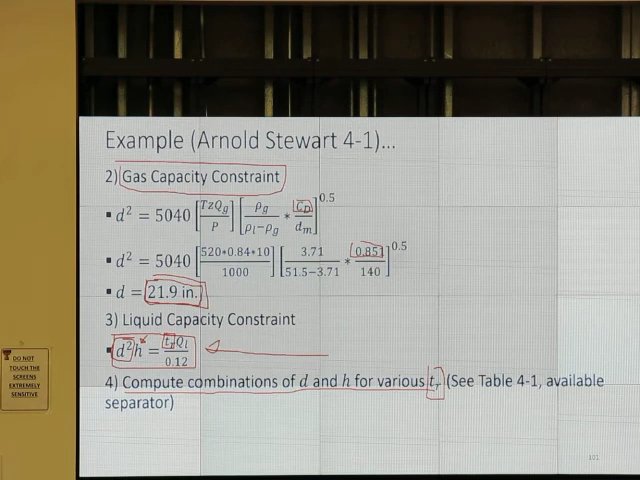 Example (Arnold Stewart 4-1)...
2) Gas Capacity Constraint
▪ d² = 5040 [TzQg/P] [ρg/(ρl−ρg) * CD/dm]^0.5
▪ d² = 5040 [520*0.84*10/1000] [3.71/(51.5−3.71) * 0.851/140]^0.5
▪ d = 21.9 in.
3) Liquid Capacity Constraint
▪ d²h = trQl/0.12
4) Compute combinations of d and h for various tr (See Table 4-1, available
separator)
DO NOT
TOUCH THE
SCREENS
EXTREMELY
SENSITIVE
101